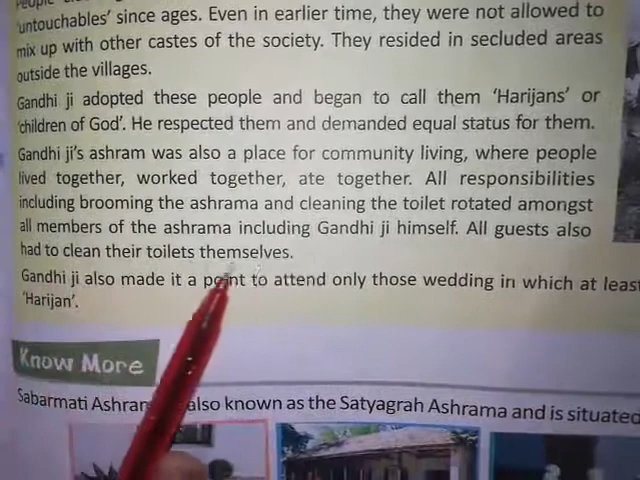 'untouchables' since ages. Even in earlier time, they were not allowed to
mix up with other castes of the society. They resided in secluded areas
outside the villages.
Gandhi ji adopted these people and began to call them 'Harijans' or
'children of God'. He respected them and demanded equal status for them.
Gandhi ji's ashram was also a place for community living, where people
lived together, worked together, ate together. All responsibilities
including brooming the ashrama and cleaning the toilet rotated amongst
all members of the ashrama including Gandhi ji himself. All guests also
had to clean their toilets themselves.
Gandhi ji also made it a point to attend only those wedding in which at least
'Harijan'.
Know More
Sabarmati Ashram also known as the Satyagrah Ashrama and is situated